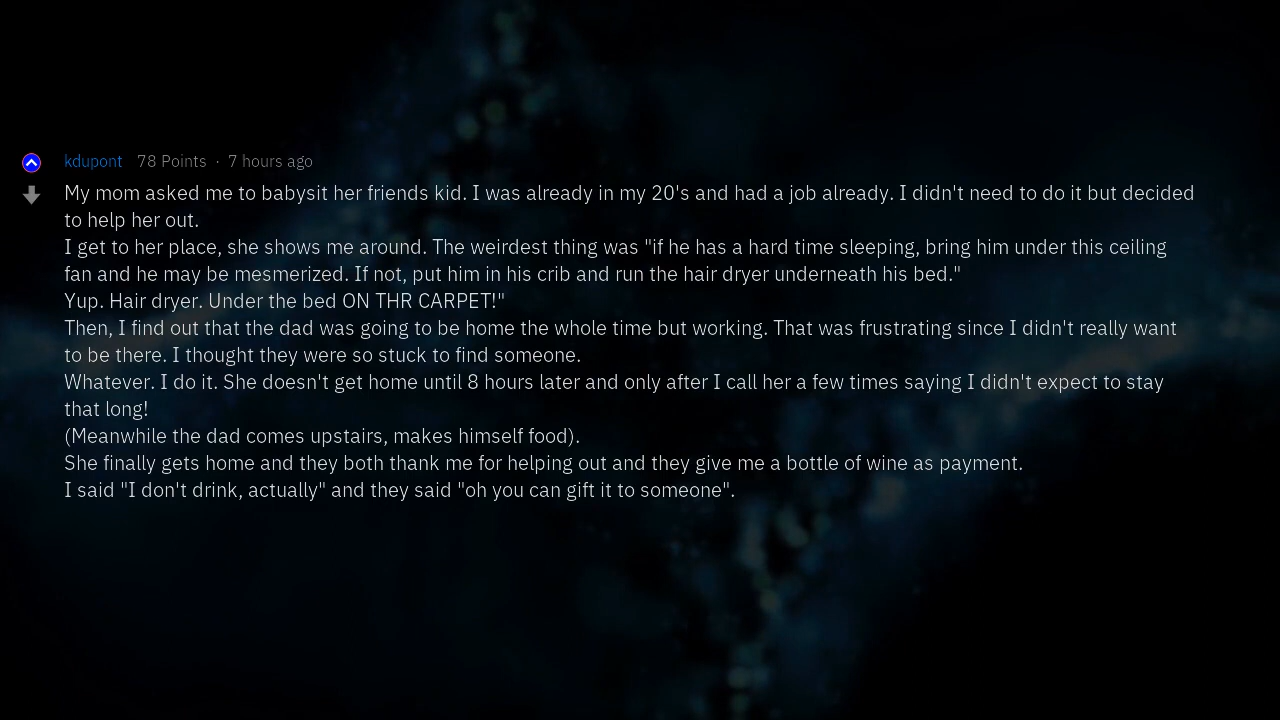 kdupont 78 Points · 7 hours ago
My mom asked me to babysit her friends kid. I was already in my 20's and had a job already. I didn't need to do it but decided
to help her out.
I get to her place, she shows me around. The weirdest thing was "if he has a hard time sleeping, bring him under this ceiling
fan and he may be mesmerized. If not, put him in his crib and run the hair dryer underneath his bed."
Yup. Hair dryer. Under the bed ON THR CARPET!"
Then, I find out that the dad was going to be home the whole time but working. That was frustrating since I didn't really want
to be there. I thought they were so stuck to find someone.
Whatever. I do it. She doesn't get home until 8 hours later and only after I call her a few times saying I didn't expect to stay
that long!
(Meanwhile the dad comes upstairs, makes himself food).
She finally gets home and they both thank me for helping out and they give me a bottle of wine as payment.
I said "I don't drink, actually" and they said "oh you can gift it to someone".